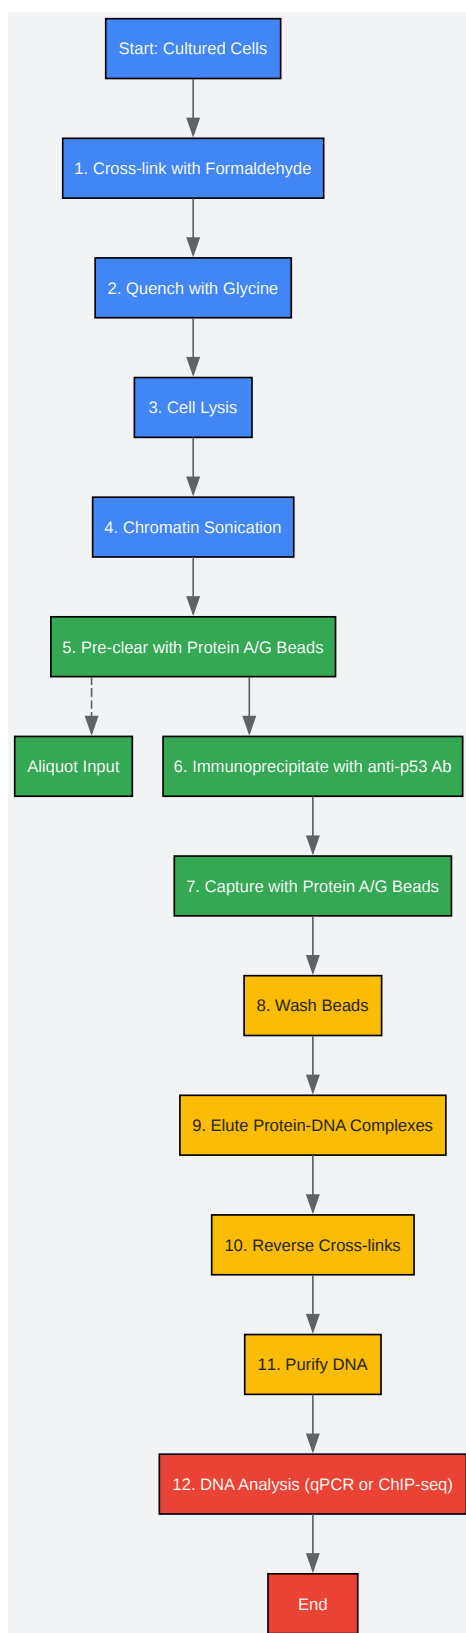 Start: Cultured Cells
1. Cross-link with Formaldehyde
2. Quench with Glycine
3. Cell Lysis
4. Chromatin Sonication
5. Pre-clear with Protein A/G Beads
Aliquot Input
6. Immunoprecipitate with anti-p53 Ab
7. Capture with Protein A/G Beads
8. Wash Beads
9. Elute Protein-DNA Complexes
10. Reverse Cross-links
11. Purify DNA
12. DNA Analysis (qPCR or ChIP-seq)
End